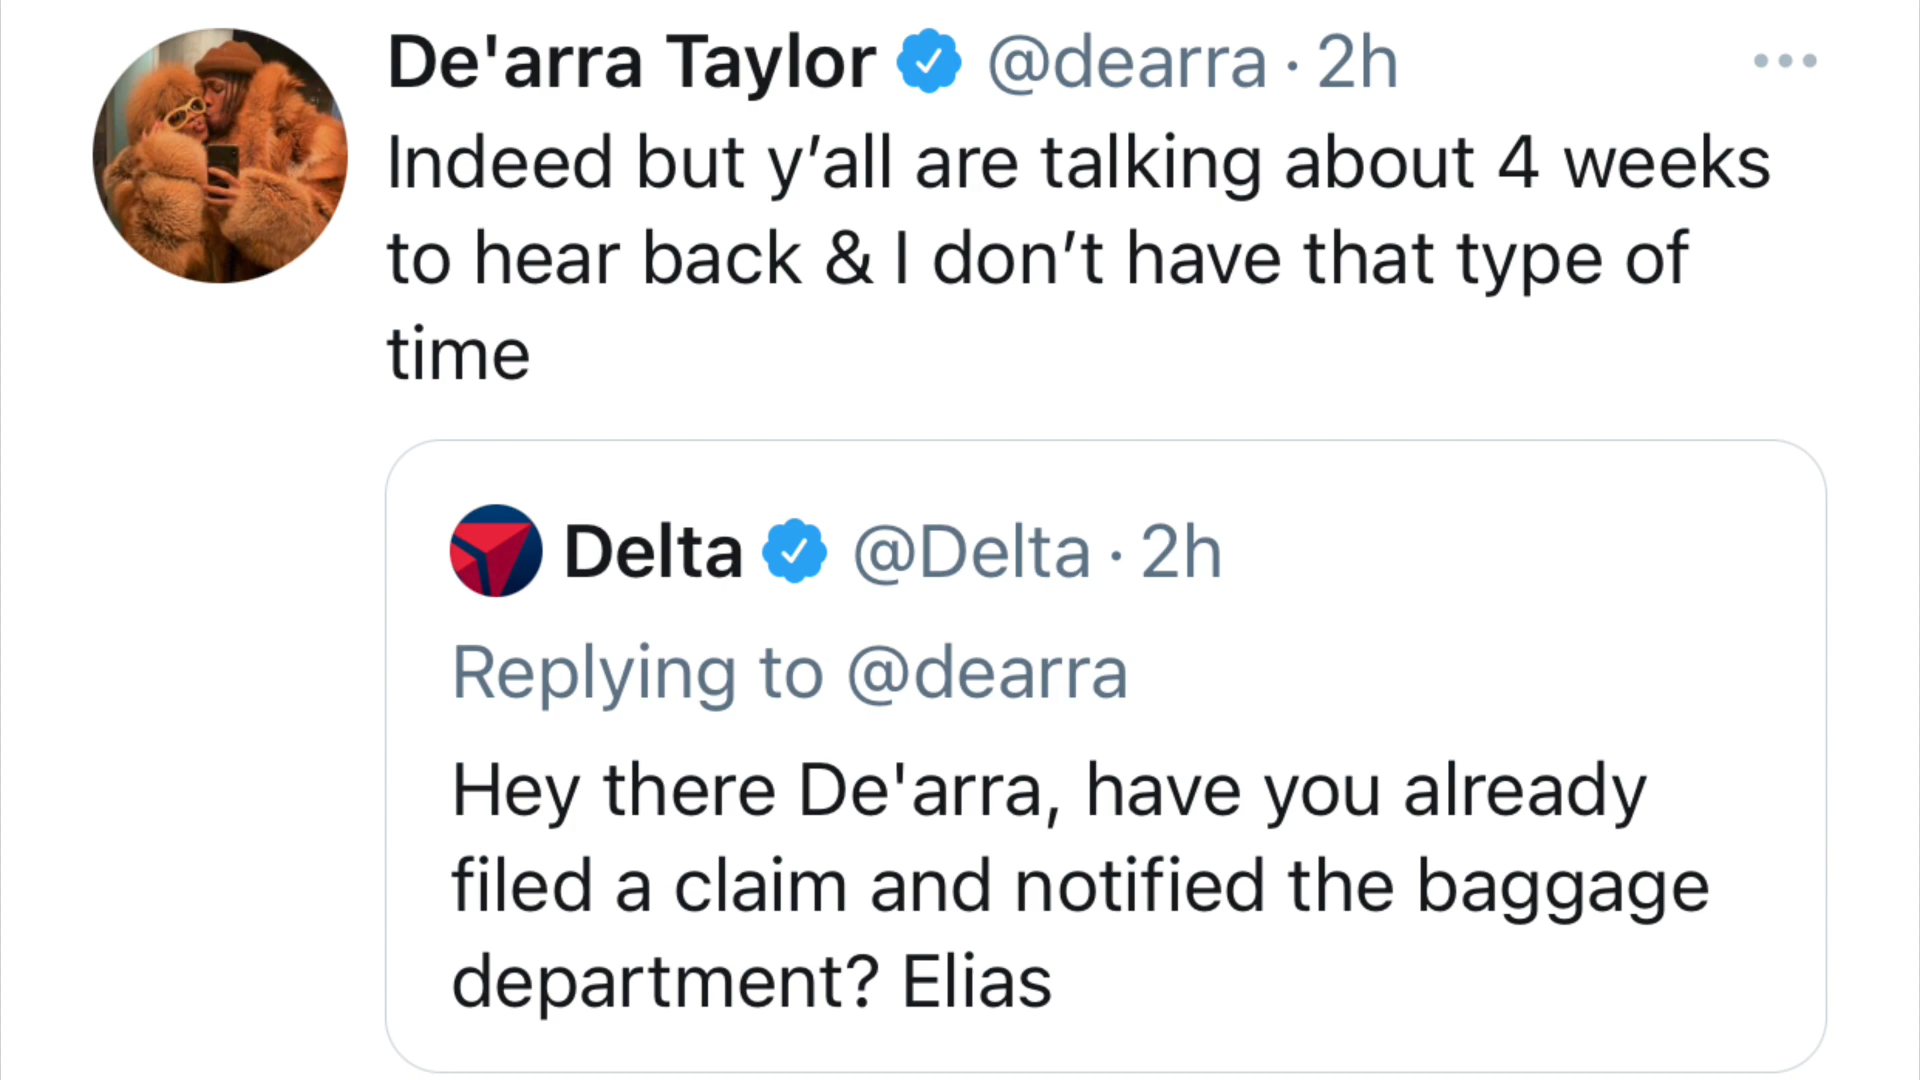 De'arra Taylor @dearra · 2h
Indeed but y’all are talking about 4 weeks
to hear back & I don’t have that type of
time
Delta @Delta · 2h
Replying to @dearra
Hey there De'arra, have you already
filed a claim and notified the baggage
department? Elias